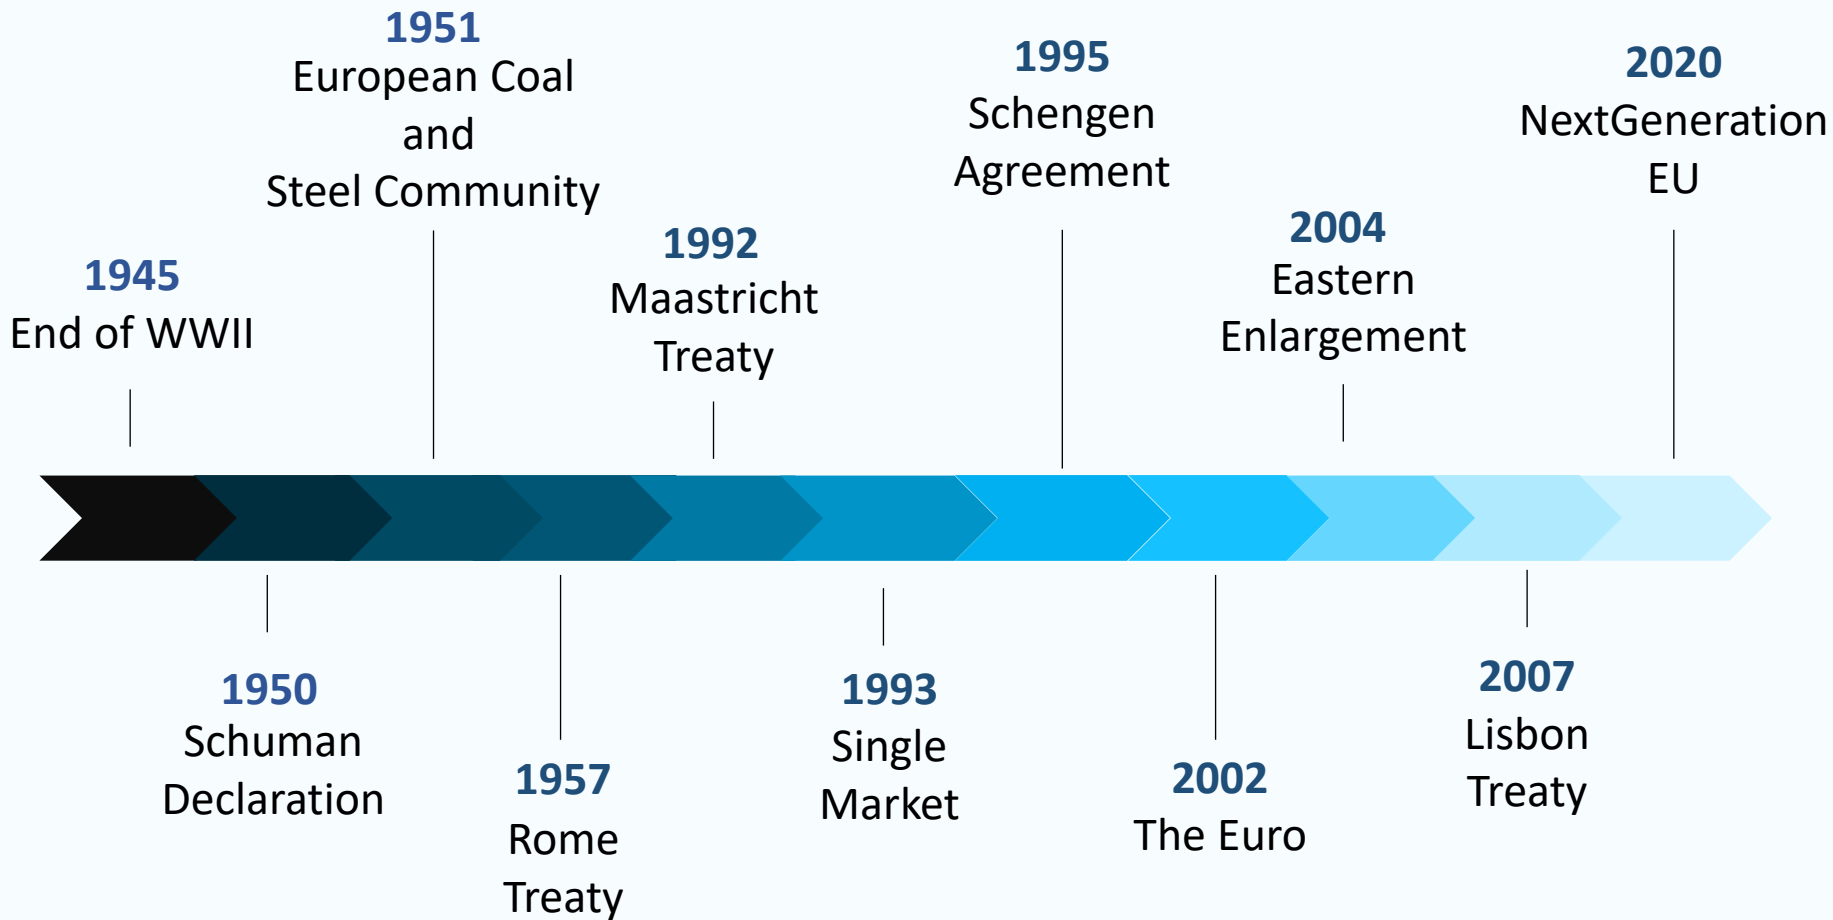 1945
End of WWII
1950
Schuman
Declaration
1951
European Coal
and
Steel Community
1957
Rome
Treaty
1992
Maastricht
Treaty
1993
Single
Market
1995
Schengen
Agreement
2002
The Euro
2004
Eastern
Enlargement
2007
Lisbon
Treaty
2020
NextGeneration
EU